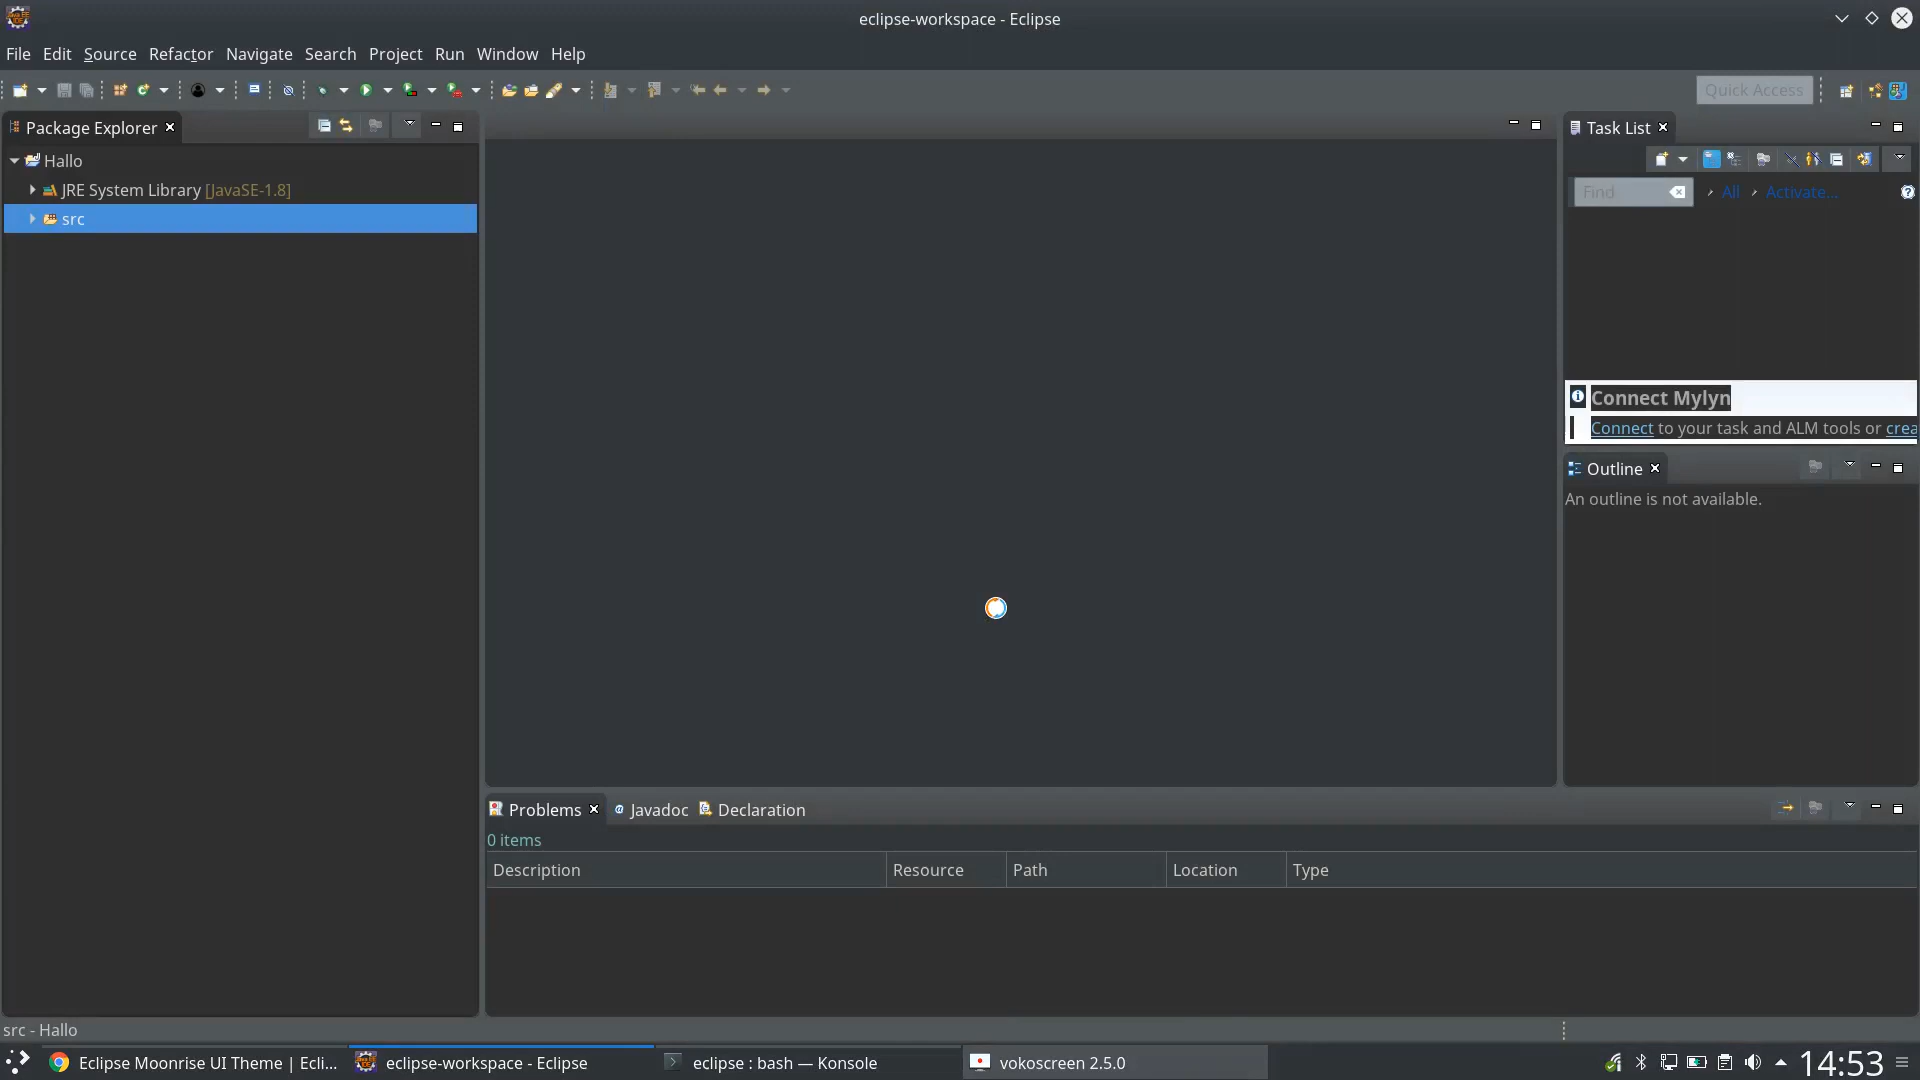 eclipse-workspace - Eclipse
File Edit Source Refactor Navigate Search Project Run Window Help
Quick Access
Package Explorer
Hallo
JRE System Library [JavaSE-1.8]
src
Task List
Find
All
Activate...
Connect Mylyn
Connect to your task and ALM tools or crea
Outline
An outline is not available.
Problems
Javadoc
Declaration
0 items
Description Resource Path Location Type
src - Hallo
Eclipse Moonrise UI Theme | Ecli...
eclipse-workspace - Eclipse
eclipse : bash — Konsole
vokoscreen 2.5.0
14:53